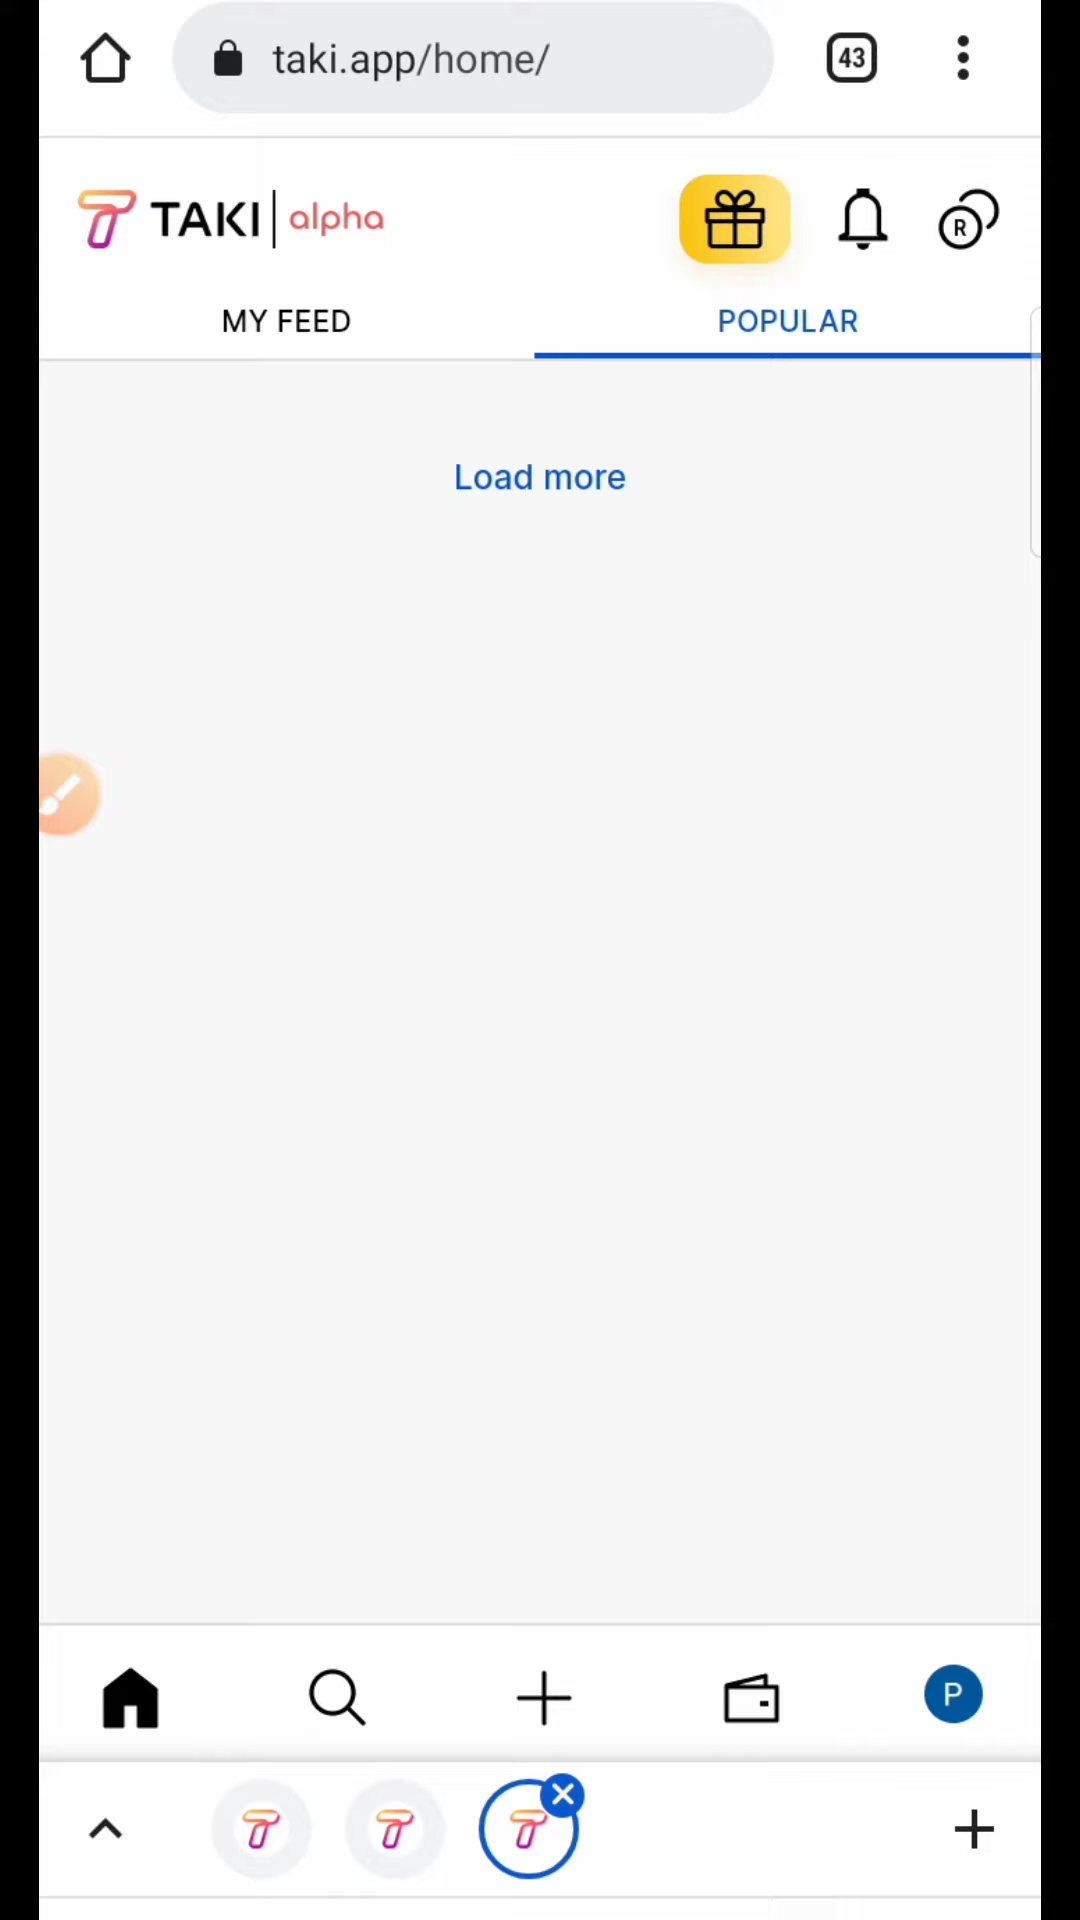 taki.app/home/
43
TAKI | alpha
R
MY FEED
POPULAR
Load more
P